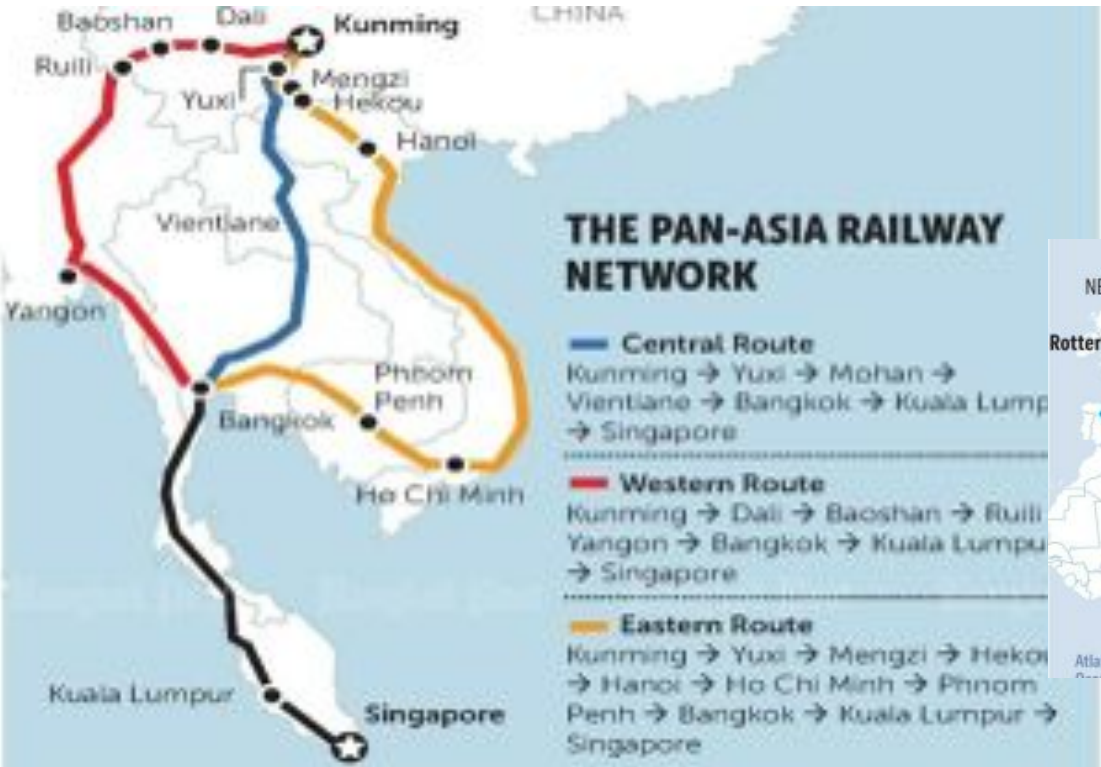 CHINA
Baoshan
Dali
Kunming
Ruili
Yuxi
Mengzi
Hekou
Hanoi
Vientiane
Yangon
Bangkok
Phnom
Penh
Ho Chi Minh
Kuala Lumpur
Singapore
THE PAN-ASIA RAILWAY
NETWORK
Central Route
Kunming → Yuxi → Mohan →
Vientiane → Bangkok → Kuala Lump
→ Singapore
Western Route
Kunming → Dali → Baoshan → Ruili
Yangon → Bangkok → Kuala Lumpu
→ Singapore
Eastern Route
Kunming → Yuxi → Mengzi → Hekou
→ Hanoi → Ho Chi Minh → Phnom
Penh → Bangkok → Kuala Lumpur →
Singapore
NE
Rotter
Atla